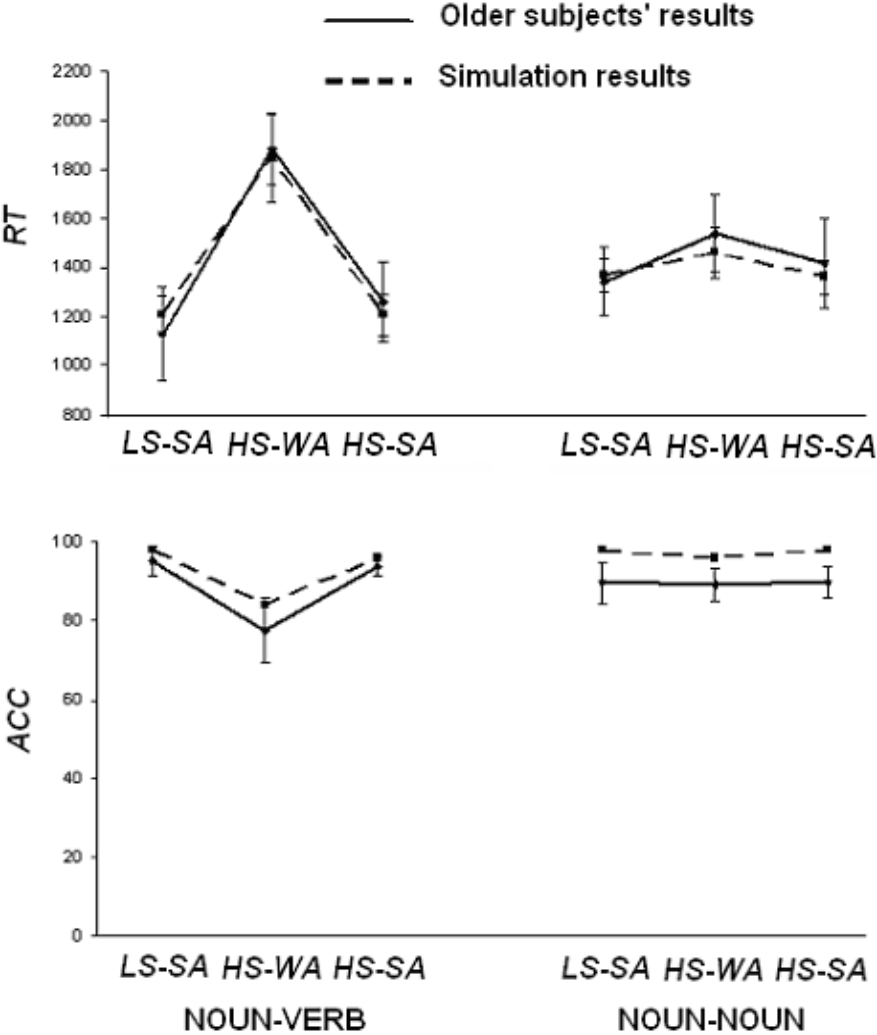 Older subjects' results
Simulation results
2200
2000
1800
1600
1400
1200
1000
800
RT
LS-SA HS-WA HS-SA LS-SA HS-WA HS-SA
100
80
60
40
20
0
ACC
LS-SA HS-WA HS-SA LS-SA HS-WA HS-SA
NOUN-VERB NOUN-NOUN